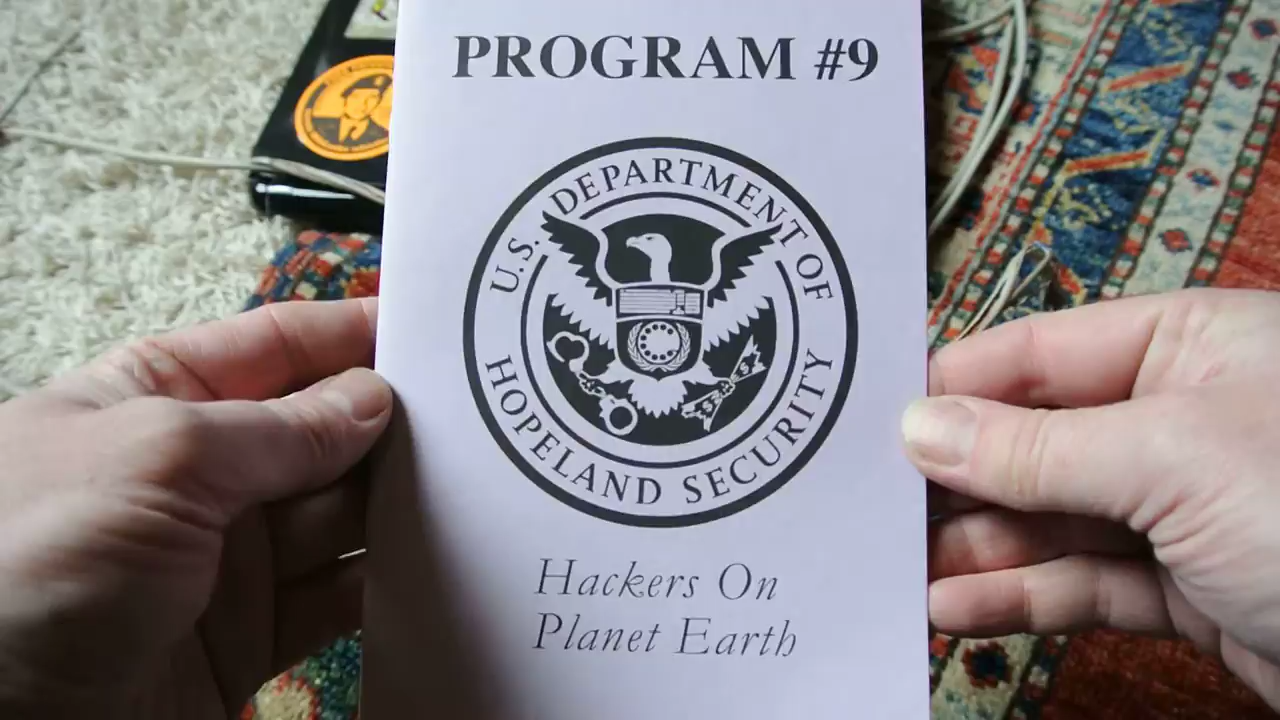 PROGRAM #9
U.S. DEPARTMENT OF
HOPELAND SECURITY
Hackers On
Planet Earth